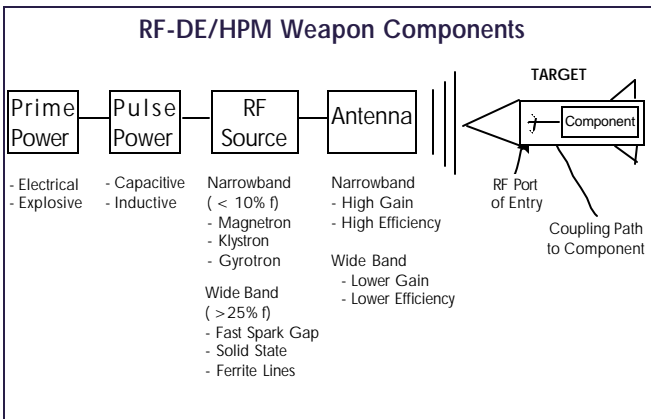 RF-DE/HPM Weapon Components
Prime
Power
- Electrical
- Explosive
Pulse
Power
- Capacitive
- Inductive
RF
Source
Narrowband
( < 10% f)
- Magnetron
- Klystron
- Gyrotron
Wide Band
( >25% f)
- Fast Spark Gap
- Solid State
- Ferrite Lines
Antenna
Narrowband
- High Gain
- High Efficiency
Wide Band
- Lower Gain
- Lower Efficiency
TARGET
Component
RF Port
of Entry
Coupling Path
to Component